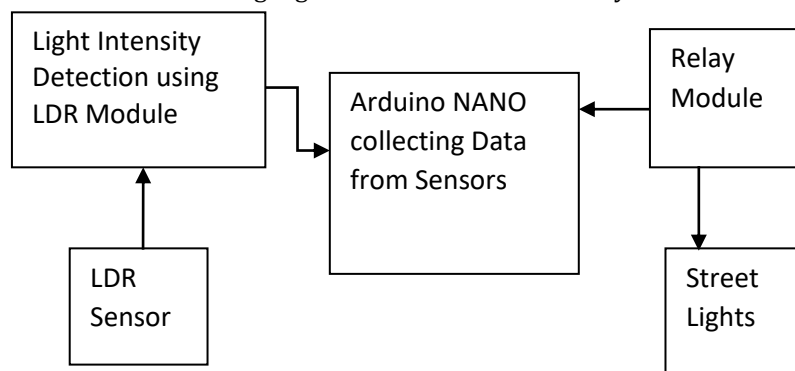 Light Intensity
Detection using
LDR Module
Arduino NANO
collecting Data
from Sensors
Relay
Module
LDR
Sensor
Street
Lights